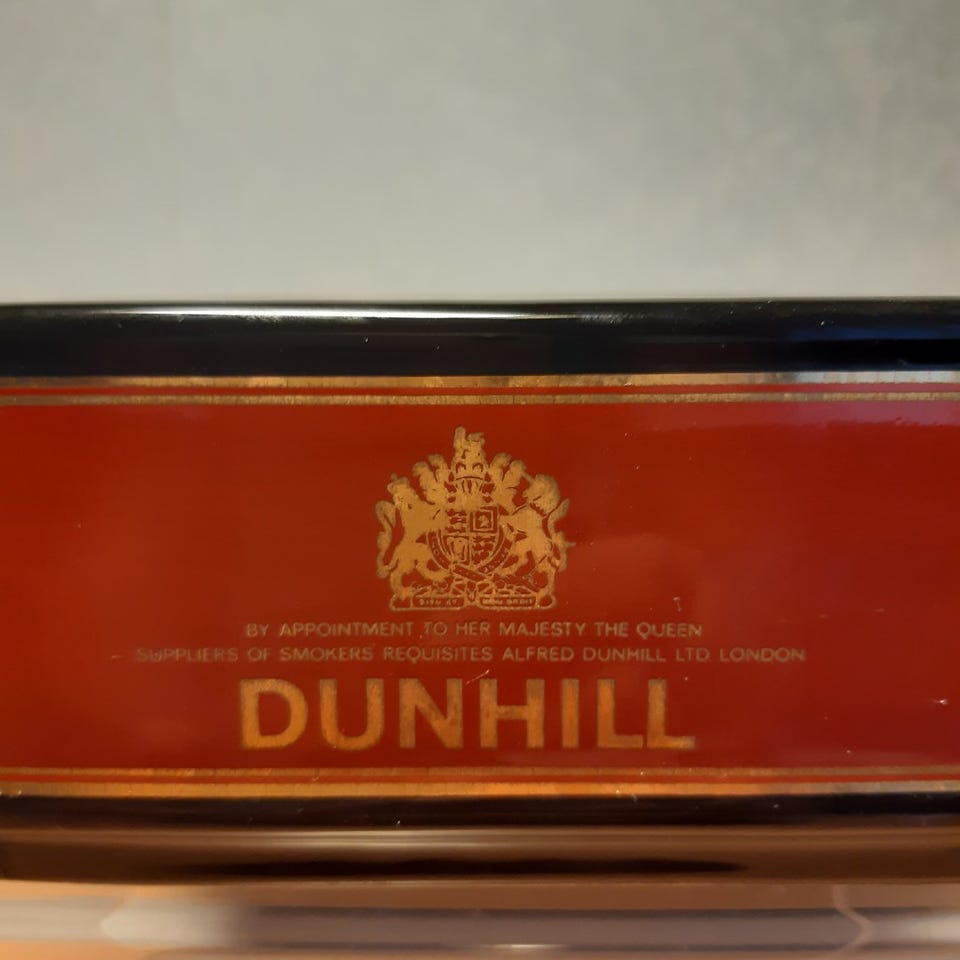 BY APPOINTMENT TO HER MAJESTY THE QUEEN
SUPPLIERS OF SMOKERS REQUISITES ALFRED DUNHILL LTD LONDON
DUNHILL